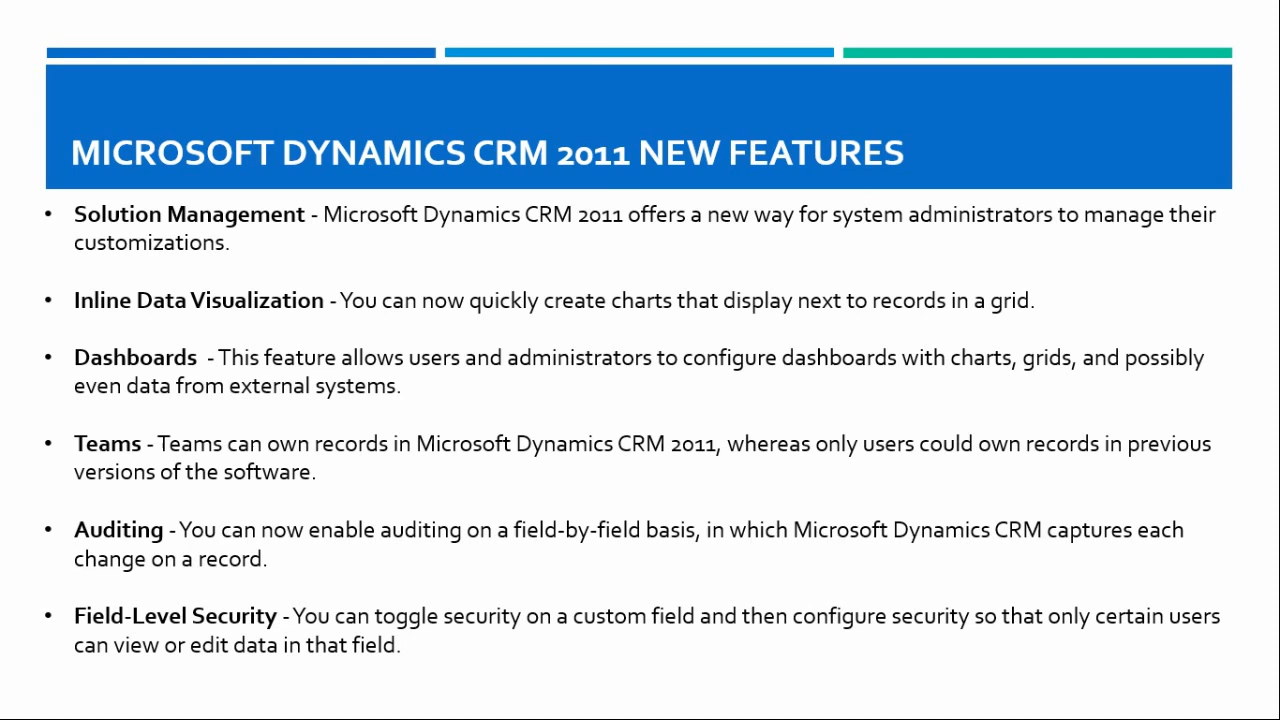 MICROSOFT DYNAMICS CRM 2011 NEW FEATURES
• Solution Management - Microsoft Dynamics CRM 2011 offers a new way for system administrators to manage their
customizations.
• Inline Data Visualization - You can now quickly create charts that display next to records in a grid.
• Dashboards - This feature allows users and administrators to configure dashboards with charts, grids, and possibly
even data from external systems.
• Teams - Teams can own records in Microsoft Dynamics CRM 2011, whereas only users could own records in previous
versions of the software.
• Auditing - You can now enable auditing on a field-by-field basis, in which Microsoft Dynamics CRM captures each
change on a record.
• Field-Level Security - You can toggle security on a custom field and then configure security so that only certain users
can view or edit data in that field.